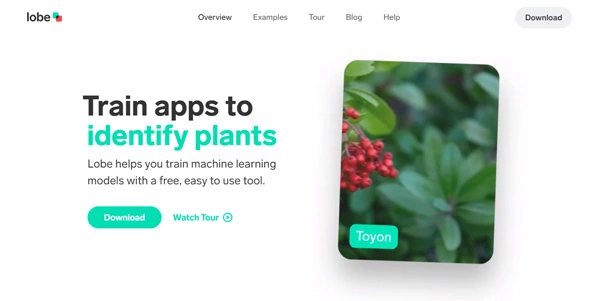 lobe
Overview
Examples
Tour
Blog
Help
Download
Train apps to
identify plants
Lobe helps you train machine learning
models with a free, easy to use tool.
Download
Watch Tour
Toyon